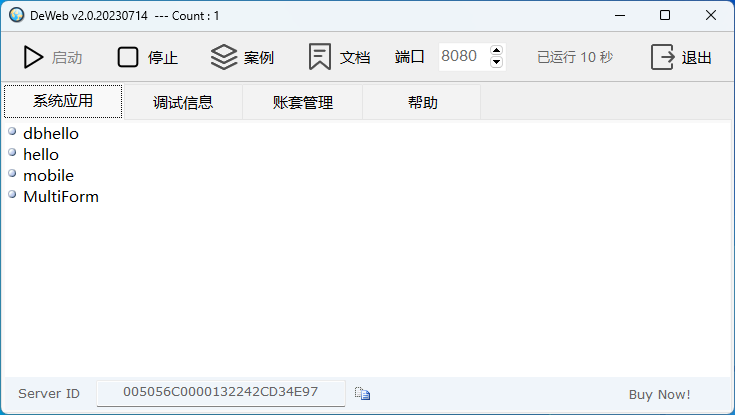 DeWeb v2.0.20230714 --- Count : 1
启动 停止 案例 文档 端口 8080 已运行 10 秒 退出
系统应用 调试信息 账套管理 帮助
dbhello
hello
mobile
MultiForm
Server ID 005056C0000132242CD34E97 Buy Now!